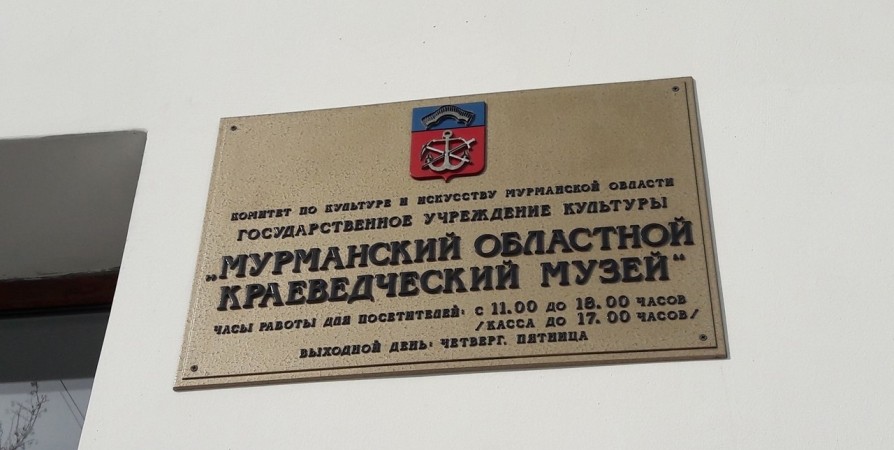 КОМИТЕТ ПО КУЛЬТУРЕ И ИСКУССТВУ МУРМАНСКОЙ ОБЛАСТИ
ГОСУДАРСТВЕННОЕ УЧРЕЖДЕНИЕ КУЛЬТУРЫ
„МУРМАНСКИЙ ОБЛАСТНОЙ
КРАЕВЕДЧЕСКИЙ МУЗЕЙ“
ЧАСЫ РАБОТЫ ДЛЯ ПОСЕТИТЕЛЕЙ: С 11.00 ДО 18.00 ЧАСОВ
/КАССА ДО 17.00 ЧАСОВ/
ВЫХОДНОЙ ДЕНЬ: ЧЕТВЕРГ. ПЯТНИЦА